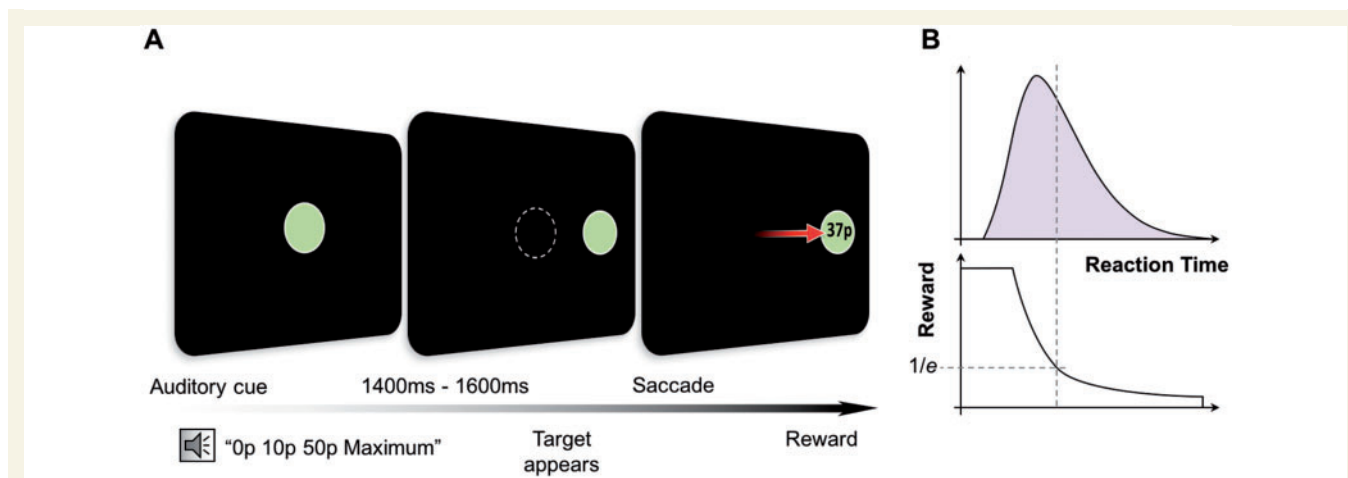 A
B
37p
Reaction Time
Reward
1/e
Auditory cue
1400ms - 1600ms
Saccade
"0p 10p 50p Maximum"
Target
appears
Reward